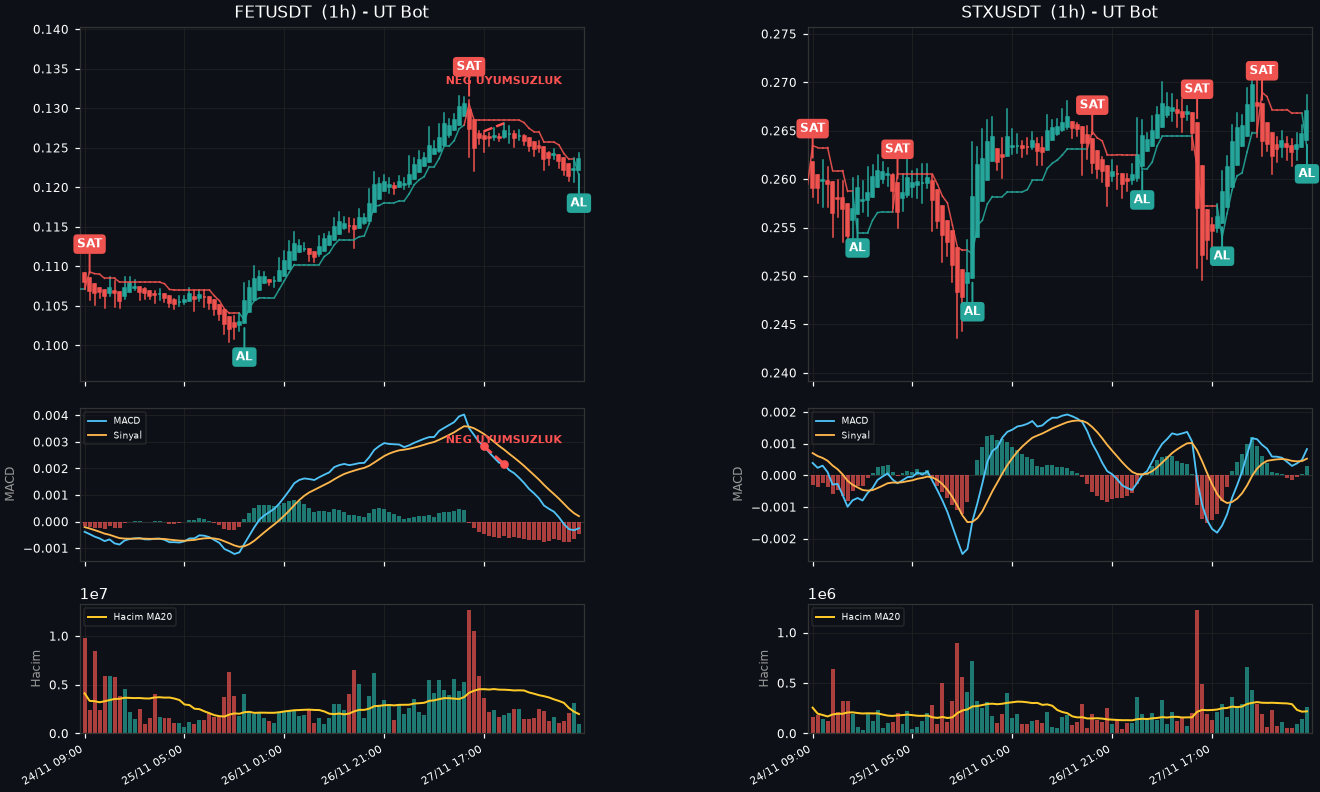 FETUSDT (1h) - UT Bot
0.140
0.135
0.130
0.125
0.120
0.115
0.110
0.105
0.100
SAT
AL
SAT
NEG UYUMSUZLUK
AL
MACD
0.004
0.003
0.002
0.001
0.000
−0.001
MACD
Sinyal
NEG UYUMSUZLUK
1e7
Hacim
1.0
0.5
0.0
Hacim MA20
24/11 09:00
25/11 05:00
26/11 01:00
26/11 21:00
27/11 17:00
STXUSDT (1h) - UT Bot
0.275
0.270
0.265
0.260
0.255
0.250
0.245
0.240
SAT
AL
SAT
AL
SAT
AL
SAT
AL
SAT
AL
MACD
0.002
0.001
0.000
−0.001
−0.002
MACD
Sinyal
1e6
Hacim
1.0
0.5
0.0
Hacim MA20
24/11 09:00
25/11 05:00
26/11 01:00
26/11 21:00
27/11 17:00